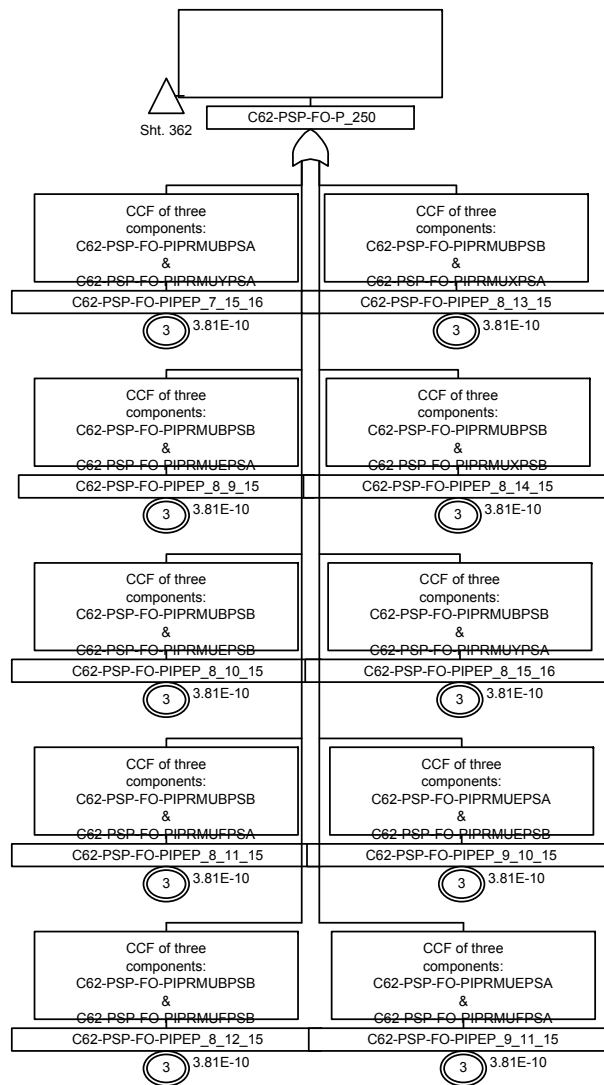 Sht. 362
C62-PSP-FO-P_250
CCF of three
components:
C62-PSP-FO-PIPRMUBPSA
&
C62-PSP-FO-PIPRMUYPSA
C62-PSP-FO-PIPEP_7_15_16
3
3.81E-10
CCF of three
components:
C62-PSP-FO-PIPRMUBPSB
&
C62-PSP-FO-PIPRMUXPSA
C62-PSP-FO-PIPEP_8_13_15
3
3.81E-10
CCF of three
components:
C62-PSP-FO-PIPRMUBPSB
&
C62-PSP-FO-PIPRMUEPSA
C62-PSP-FO-PIPEP_8_9_15
3
3.81E-10
CCF of three
components:
C62-PSP-FO-PIPRMUBPSB
&
C62-PSP-FO-PIPRMUXPSB
C62-PSP-FO-PIPEP_8_14_15
3
3.81E-10
CCF of three
components:
C62-PSP-FO-PIPRMUBPSB
&
C62-PSP-FO-PIPRMUEPSB
C62-PSP-FO-PIPEP_8_10_15
3
3.81E-10
CCF of three
components:
C62-PSP-FO-PIPRMUBPSB
&
C62-PSP-FO-PIPRMUYPSA
C62-PSP-FO-PIPEP_8_15_16
3
3.81E-10
CCF of three
components:
C62-PSP-FO-PIPRMUBPSB
&
C62-PSP-FO-PIPRMUFPSA
C62-PSP-FO-PIPEP_8_11_15
3
3.81E-10
CCF of three
components:
C62-PSP-FO-PIPRMUEPSA
&
C62-PSP-FO-PIPRMUEPSB
C62-PSP-FO-PIPEP_9_10_15
3
3.81E-10
CCF of three
components:
C62-PSP-FO-PIPRMUBPSB
&
C62-PSP-FO-PIPRMUFPSB
C62-PSP-FO-PIPEP_8_12_15
3
3.81E-10
CCF of three
components:
C62-PSP-FO-PIPRMUEPSA
&
C62-PSP-FO-PIPRMUFPSA
C62-PSP-FO-PIPEP_9_11_15
3
3.81E-10